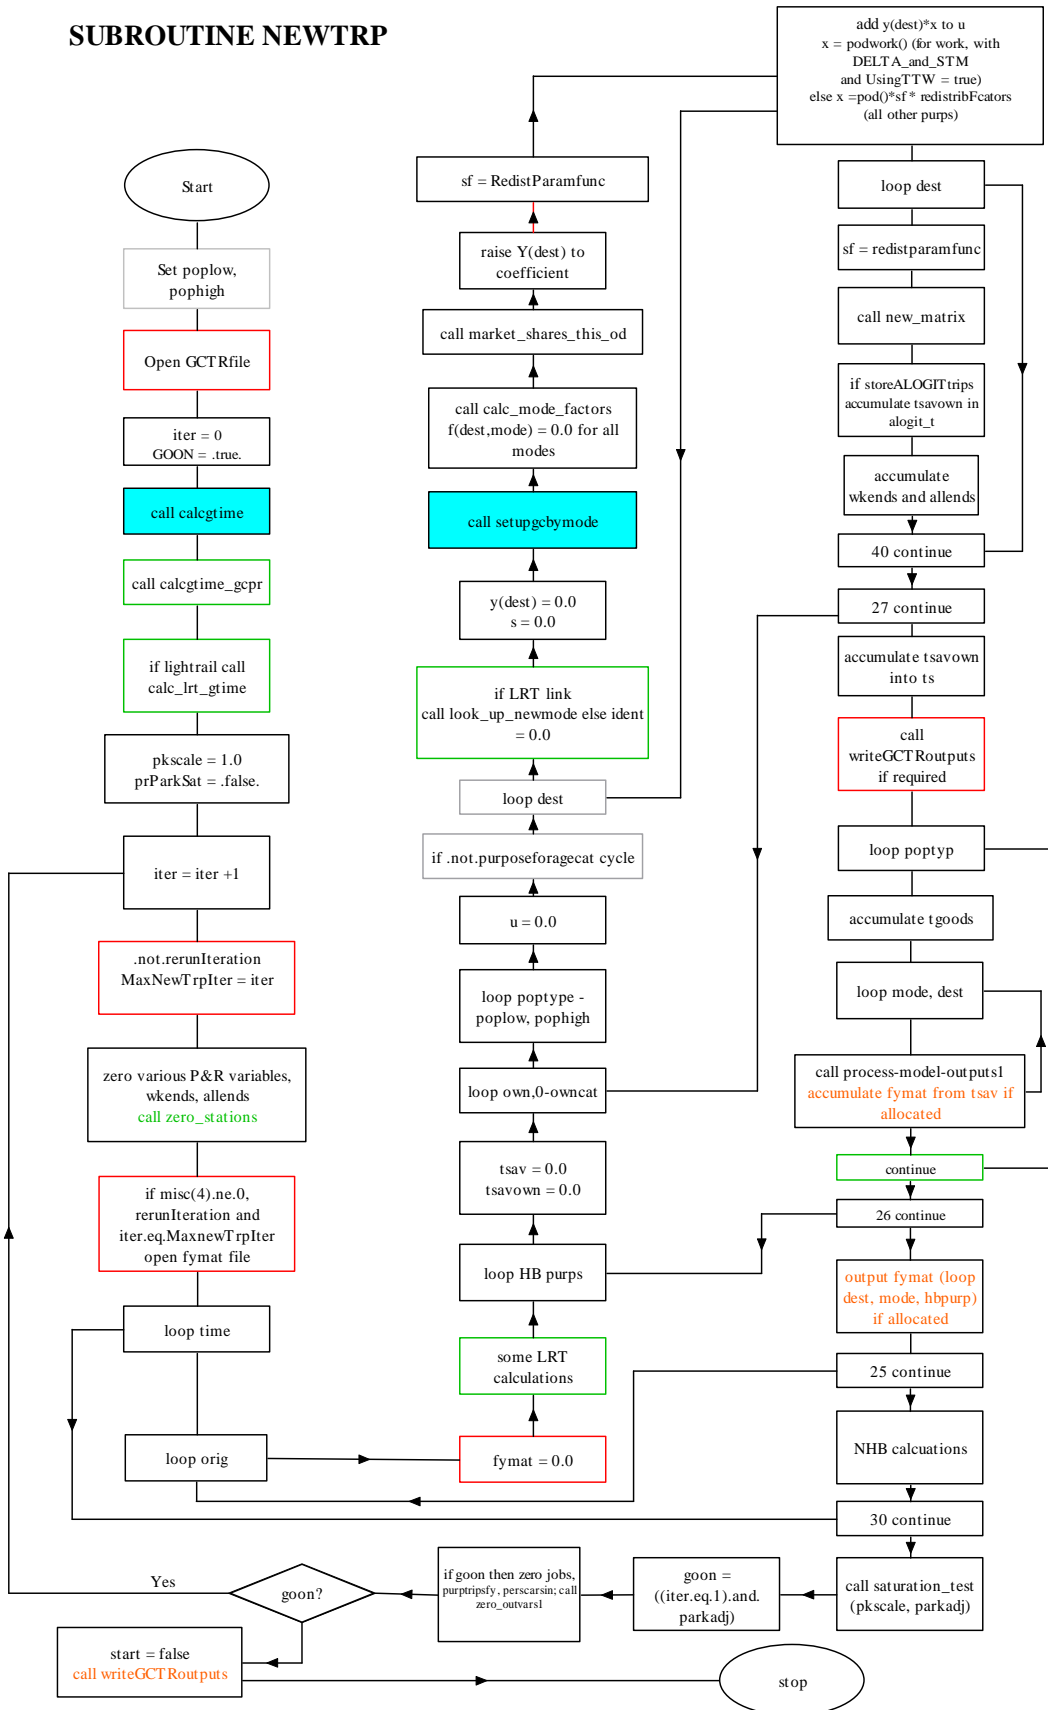 SUBROUTINE NEWTRP
Start
Set poplow,
pophigh
Open GCTRfile
iter = 0
GOON = .true.
call calcgtime
call calcgtime_gcpr
if lightrail call
calc_lrt_gtime
pkscale = 1.0
prParkSat = .false.
iter = iter +1
.not.rerunIteration
MaxNewTrpIter = iter
zero various P&R variables,
wkends, allends
call zero_stations
if misc(4).ne.0,
rerunIteration and
iter.eq.MaxnewTrpIter
open fymat file
loop time
loop orig
fymat = 0.0
some LRT
calculations
loop HB purps
tsav = 0.0
tsavown = 0.0
loop own,0-owncat
loop poptype -
poplow, pophigh
u = 0.0
if .not.purposeforagecat cycle
loop dest
if LRT link
call look_up_newmode else ident
= 0.0
y(dest) = 0.0
s = 0.0
call setupgcbymode
call calc_mode_factors
f(dest,mode) = 0.0 for all
modes
call market_shares_this_od
raise Y(dest) to
coefficient
sf = RedistParamfunc
add y(dest)*x to u
x = podwork() (for work, with
DELTA_and_STM
and UsingTTW = true)
else x =pod()*sf * redistribFcators
(all other purps)
loop dest
sf = redistparamfunc
call new_matrix
if storeALOGITtrips
accumulate tsavown in
alogit_t
accumulate
wkends and allends
40 continue
27 continue
accumulate tsavown
into ts
call
writeGCTRoutputs
if required
loop poptyp
accumulate tgoods
loop mode, dest
call process-model-outputs1
accumulate fymat from tsav if
allocated
continue
26 continue
output fymat (loop
dest, mode, hbpurp)
if allocated
25 continue
NHB calcuations
30 continue
call saturation_test
(pkscale, parkadj)
goon =
((iter.eq.1).and.
parkadj)
if goon then zero jobs,
purptripsfy, perscarsin; call
zero_outvars1
goon?
Yes
start = false
call writeGCTRoutputs
stop